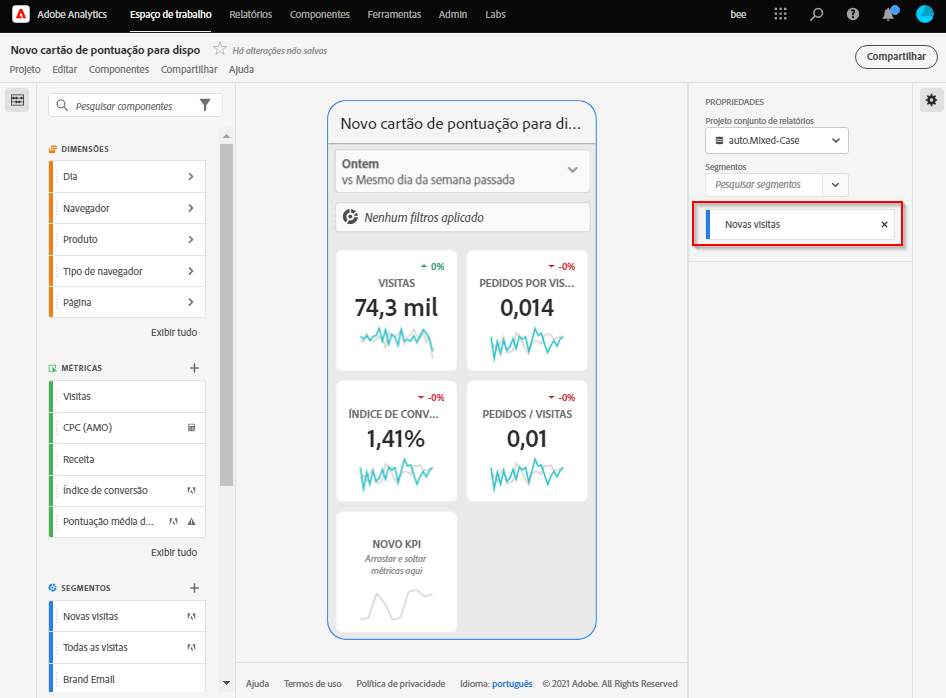 Adobe Analytics
Espaço de trabalho
Relatórios
Componentes
Ferramentas
Admin
Labs
bee
Novo cartão de pontuação para dispo
Há alterações não salvas
Projeto
Editar
Componentes
Compartilhar
Ajuda
Compartilhar
Pesquisar componentes
DIMENSÕES
Dia
Navegador
Produto
Tipo de navegador
Página
Exibir tudo
MÉTRICAS
Visitas
CPC (AMO)
Receita
Índice de conversão
Pontuação média d...
Exibir tudo
SEGMENTOS
Novas visitas
Todas as visitas
Brand Email
Novo cartão de pontuação para di...
Ontem
vs Mesmo dia da semana passada
Nenhum filtros aplicado
0%
VISITAS
74,3 mil
-0%
PEDIDOS POR VIS...
0,014
-0%
ÍNDICE DE CONV...
1,41%
-0%
PEDIDOS / VISITAS
0,01
NOVO KPI
Arrastar e soltar
métricas aqui
PROPRIEDADES
Projeto conjunto de relatórios
auto.Mixed-Case
Segmentos
Pesquisar segmentos
Novas visitas
Ajuda
Termos de uso
Política de privacidade
Idioma: português
© 2021 Adobe. All Rights Reserved